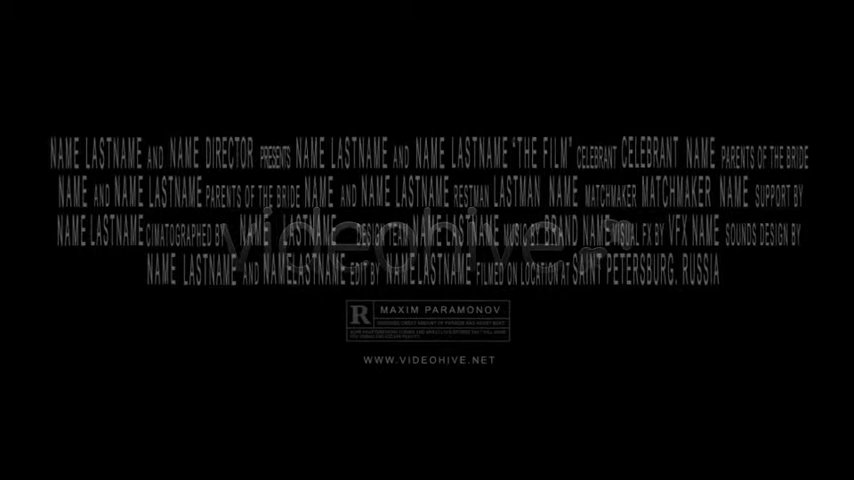 NAME LASTNAME AND NAME DIRECTOR PRESENTS NAME LASTNAME AND NAME LASTNAME "THE FILM" CELEBRANT CELEBRANT NAME PARENTS OF THE BRIDE
NAME AND NAME LASTNAME PARENTS OF THE BRIDE NAME AND NAME LASTNAME RESTMAN LASTMAN NAME MATCHMAKER MATCHMAKER NAME SUPPORT BY
NAME LASTNAME CIMATOGRAPHED BY NAME LASTNAME DESIGN TEAM NAME LASTNAME MUSIC BY BRAND NAME VISUAL FX BY VFX NAME SOUNDS DESIGN BY
videohive
NAME LASTNAME AND NAMELASTNAME EDIT BY NAMELASTNAME FILMED ON LOCATION AT SAINT PETERSBURG, RUSSIA
R MAXIM PARAMONOV
WWW.VIDEOHIVE.NET